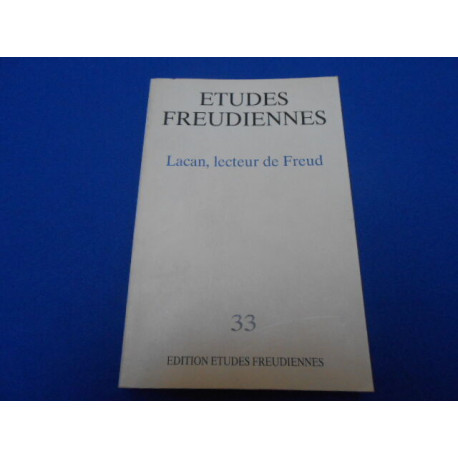 ETUDES
FREUDIENNES
Lacan, lecteur de Freud
33
EDITION ETUDES FREUDIENNES